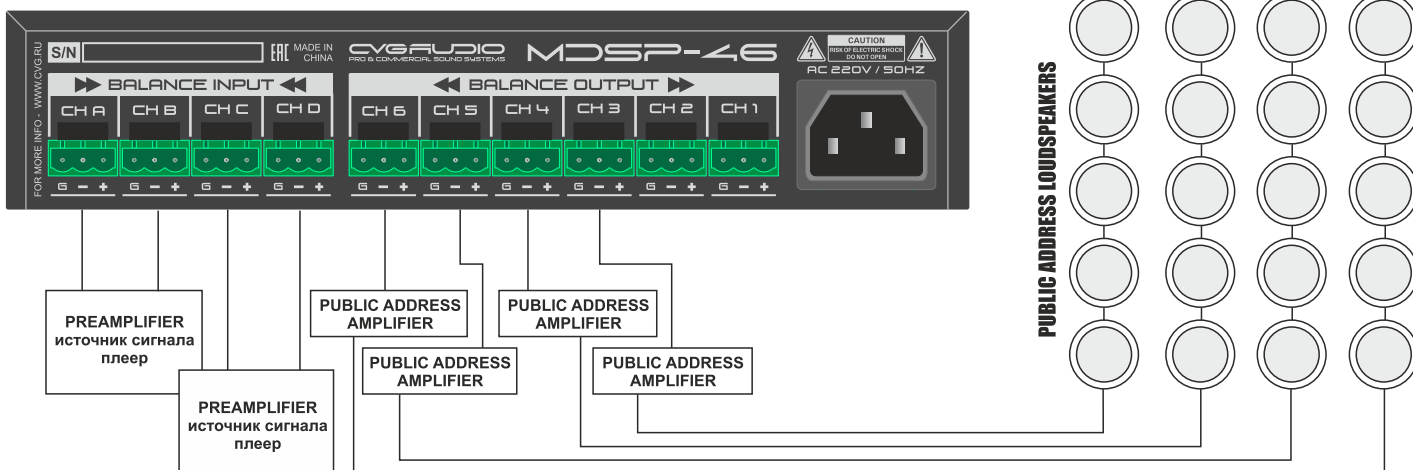 S/N
EAC
MADE IN
CHINA
FOR MORE INFO - WWW.CVG.RU
CVGAUDIO
PRO & COMMERCIAL SOUND SYSTEMS
MDSP-46
CAUTION
RISK OF ELECTRIC SHOCK
DO NOT OPEN
AC 220V / 50HZ
BALANCE INPUT
BALANCE OUTPUT
CH A CH B CH C CH D CH 6 CH 5 CH 4 CH 3 CH 2 CH 1
G - + G - + G - + G - + G - + G - + G - + G - + G - + G - +
PREAMPLIFIER
источник сигнала
плеер
PREAMPLIFIER
источник сигнала
плеер
PUBLIC ADDRESS
AMPLIFIER
PUBLIC ADDRESS
AMPLIFIER
PUBLIC ADDRESS
AMPLIFIER
PUBLIC ADDRESS
AMPLIFIER
PUBLIC ADDRESS LOUDSPEAKERS